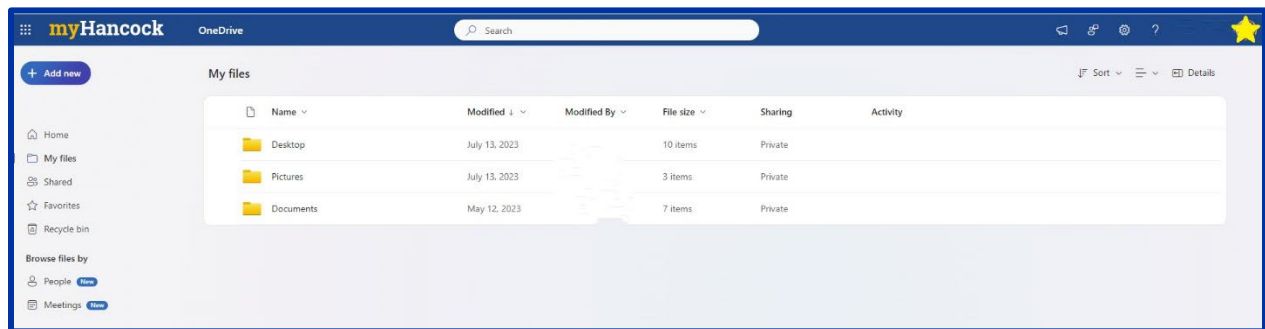 myHancock OneDrive Search ?
+ Add new
My files
Sort Details
Name Modified ↓ Modified By File size Sharing Activity
Home
Desktop July 13, 2023 10 items Private
My files
Pictures July 13, 2023 3 items Private
Shared
Favorites
Documents May 12, 2023 7 items Private
Recycle bin
Browse files by
People New
Meetings New